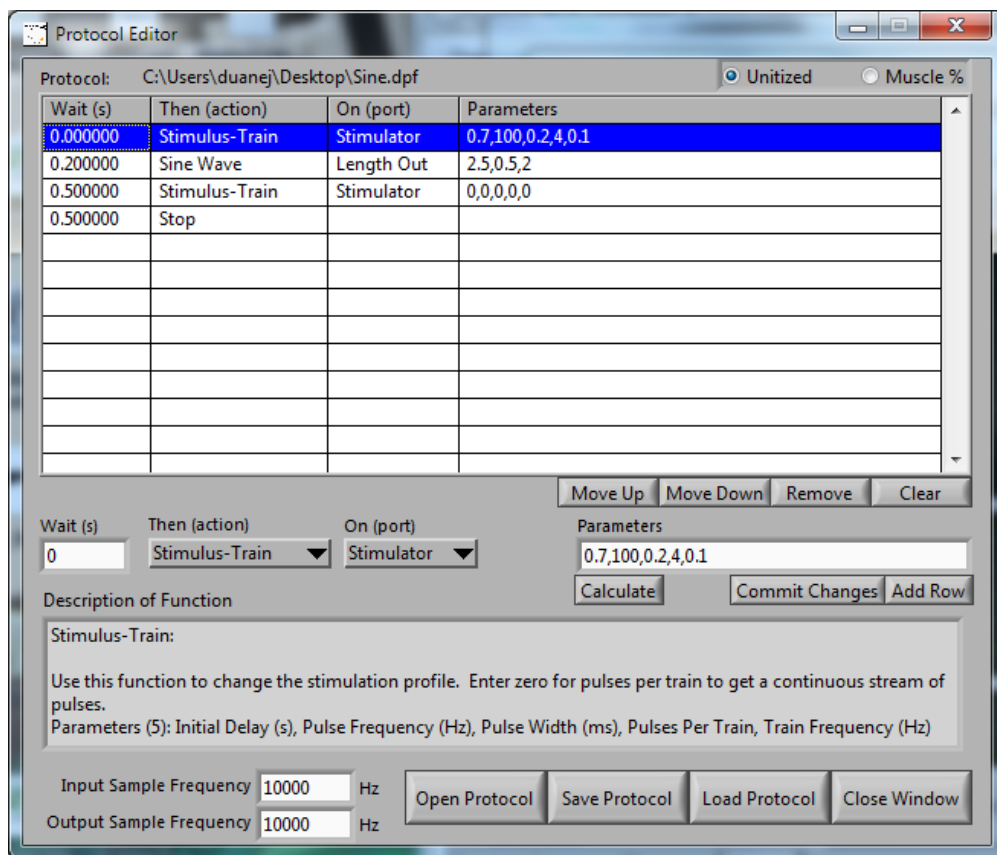 Protocol Editor
Protocol: C:\Users\duanej\Desktop\Sine.dpf Unitized Muscle %
Wait (s) Then (action) On (port) Parameters
0.000000 Stimulus-Train Stimulator 0.7,100,0.2,4,0.1
0.200000 Sine Wave Length Out 2.5,0.5,2
0.500000 Stimulus-Train Stimulator 0,0,0,0,0
0.500000 Stop
Move Up Move Down Remove Clear
Wait (s) Then (action) On (port) Parameters
0 Stimulus-Train Stimulator 0.7,100,0.2,4,0.1
Calculate Commit Changes Add Row
Description of Function
Stimulus-Train:
Use this function to change the stimulation profile.  Enter zero for pulses per train to get a continuous stream of
pulses.
Parameters (5): Initial Delay (s), Pulse Frequency (Hz), Pulse Width (ms), Pulses Per Train, Train Frequency (Hz)
Input Sample Frequency 10000 Hz
Output Sample Frequency 10000 Hz
Open Protocol Save Protocol Load Protocol Close Window